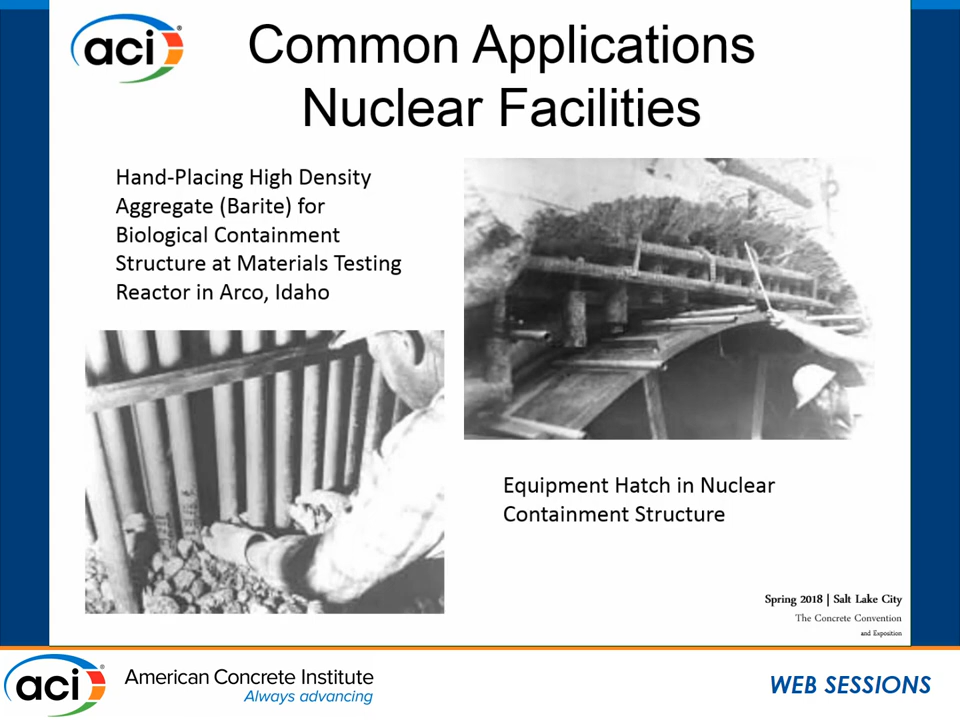 aci
Common Applications
Nuclear Facilities
Hand-Placing High Density
Aggregate (Barite) for
Biological Containment
Structure at Materials Testing
Reactor in Arco, Idaho
Equipment Hatch in Nuclear
Containment Structure
Spring 2018 | Salt Lake City
The Concrete Convention
and Exposition
aci
American Concrete Institute
Always advancing
WEB SESSIONS